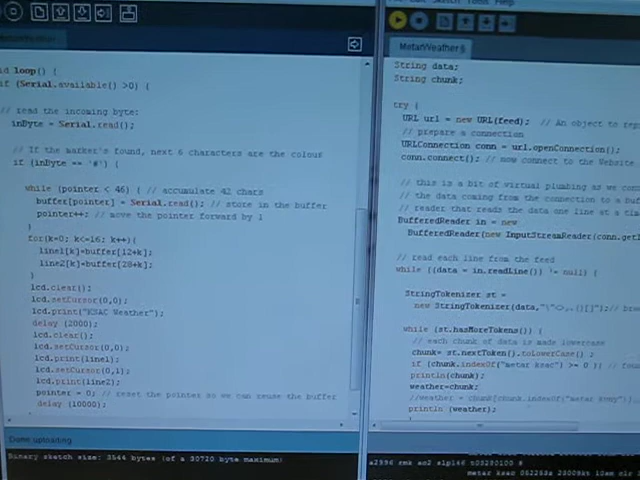 void loop() {
if (Serial.available() >0) {
// read the incoming byte:
inByte = Serial.read();
// If the marker's found, next 6 characters are the colour
if (inByte == '#') {
while (pointer < 46) { // accumulate 42 chars
buffer[pointer] = Serial.read(); // store in the buffer
pointer++; // move the pointer forward by 1
}
for(k=0; k<=16; k++){
line1[k]=buffer[12+k];
line2[k]=buffer[28+k];
}
lcd.clear();
lcd.setCursor(0,0);
lcd.print("KSAC Weather");
delay (2000);
lcd.clear();
lcd.setCursor(0,0);
lcd.print(line1);
lcd.setCursor(0,1);
lcd.print(line2);
pointer = 0; // reset the pointer so we can reuse the buffer
delay (10000);
Done uploading
Binary sketch size: 3544 bytes (of a 30720 byte maximum)
Sketch Tools Help
MetarWeather
String data;
String chunk;
try {
URL url = new URL(feed); // An object to
// prepare a connection
URLConnection conn = url.openConnection();
conn.connect(); // now connect to the Website
// this is a bit of virtual plumbing as we
// the data coming from the connection to a
// reader that reads the data one line at a
BufferedReader in = new
BufferedReader(new InputStreamReader(conn.
// read each line from the feed
while ((data = in.readLine()) != null) {
StringTokenizer st =
while (st.hasMoreTokens()) {
// each chunk of data is made lowercase
chunk= st.nextToken().toLowerCase() ;
if (chunk.indexOf("metar ksac") >= 0 ){ //
println(chunk);
weather=chunk;
println (weather);
a2996 rmk ao2 slp146
metar ksac